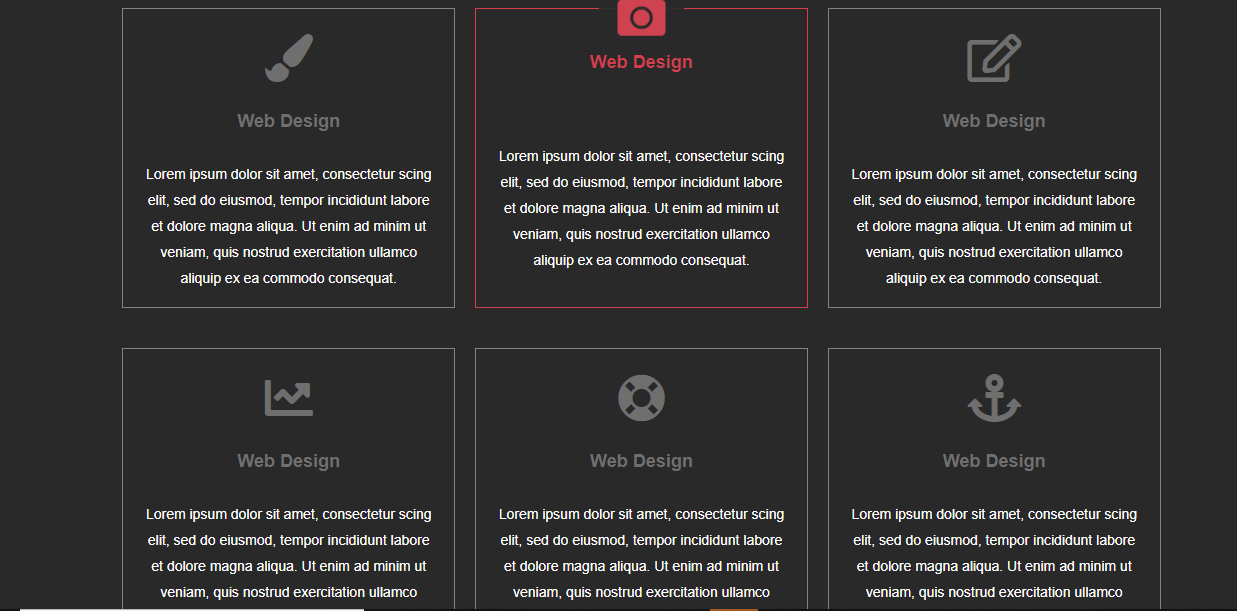 Web Design
Lorem ipsum dolor sit amet, consectetur scing
elit, sed do eiusmod, tempor incididunt labore
et dolore magna aliqua. Ut enim ad minim ut
veniam, quis nostrud exercitation ullamco
aliquip ex ea commodo consequat.
Web Design
Lorem ipsum dolor sit amet, consectetur scing
elit, sed do eiusmod, tempor incididunt labore
et dolore magna aliqua. Ut enim ad minim ut
veniam, quis nostrud exercitation ullamco
aliquip ex ea commodo consequat.
Web Design
Lorem ipsum dolor sit amet, consectetur scing
elit, sed do eiusmod, tempor incididunt labore
et dolore magna aliqua. Ut enim ad minim ut
veniam, quis nostrud exercitation ullamco
aliquip ex ea commodo consequat.
Web Design
Lorem ipsum dolor sit amet, consectetur scing
elit, sed do eiusmod, tempor incididunt labore
et dolore magna aliqua. Ut enim ad minim ut
veniam, quis nostrud exercitation ullamco
Web Design
Lorem ipsum dolor sit amet, consectetur scing
elit, sed do eiusmod, tempor incididunt labore
et dolore magna aliqua. Ut enim ad minim ut
veniam, quis nostrud exercitation ullamco
Web Design
Lorem ipsum dolor sit amet, consectetur scing
elit, sed do eiusmod, tempor incididunt labore
et dolore magna aliqua. Ut enim ad minim ut
veniam, quis nostrud exercitation ullamco